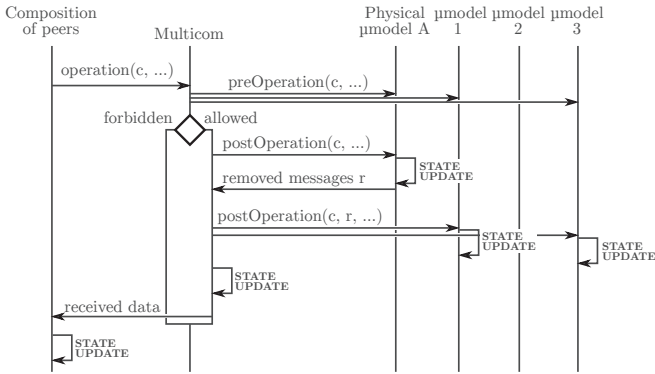 Composition
of peers
Multicom
Physical
µmodel A
µmodel
1
µmodel
2
µmodel
3
operation(c, ...)
preOperation(c, ...)
forbidden
allowed
postOperation(c, ...)
STATE
UPDATE
removed messages r
postOperation(c, r, ...)
STATE
UPDATE
STATE
UPDATE
STATE
UPDATE
received data
STATE
UPDATE